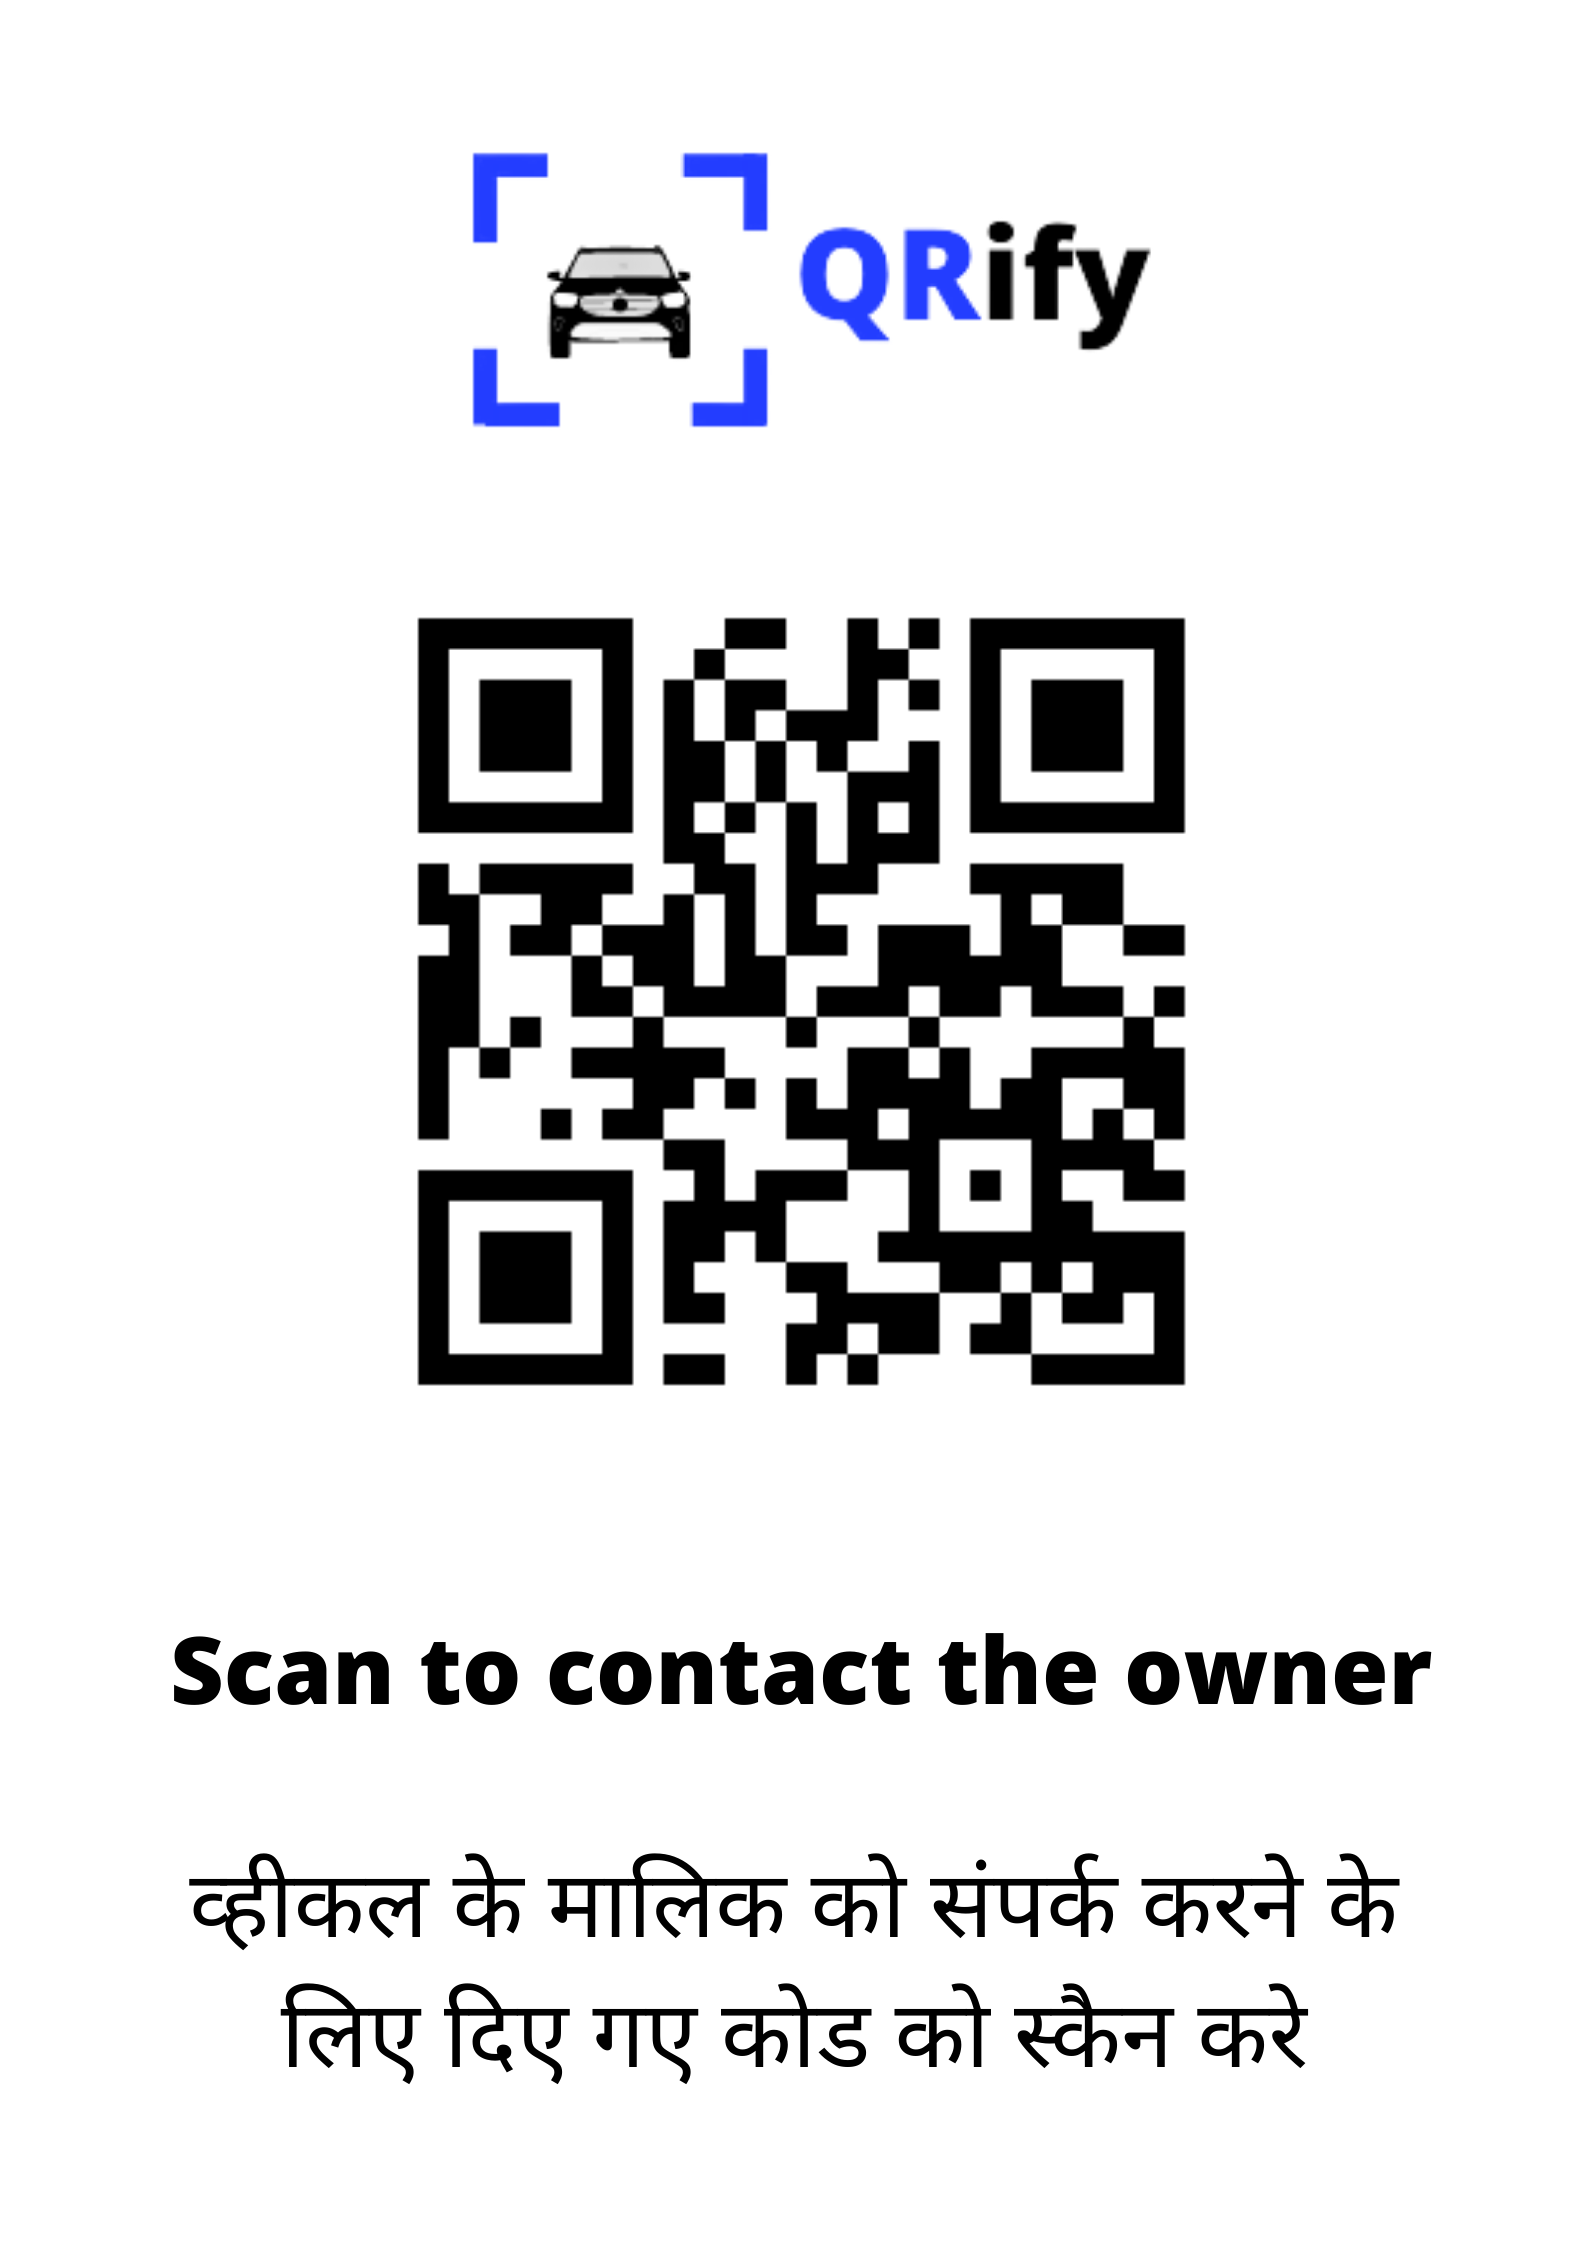 QRify
Scan to contact the owner
व्हीकल के मालिक को संपर्क करने के
लिए दिए गए कोड को स्कैन करे